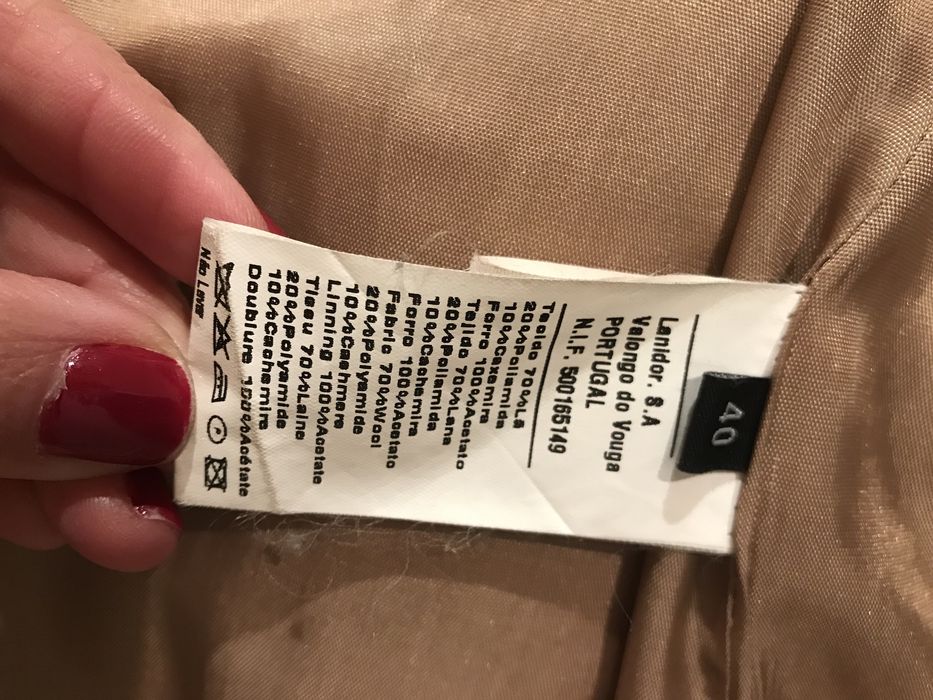 40
Lanidor. S.A
Valongo do Vouga
PORTUGAL
N.I.F. 500165149
Tecido 70%Lã
20%Poliamida
10%Caxemira
Forro 100%Acetato
Tejido 70%Lana
20%Poliamida
10%Cachemira
Forro 100%Acetato
Fabric 70%Wool
20%Polyamide
10%Cashmere
Linning 100%Acetate
Tissu 70%Laine
20%Polyamide
10%Cachemire
Doublure 100%Acétate
Não Lavar